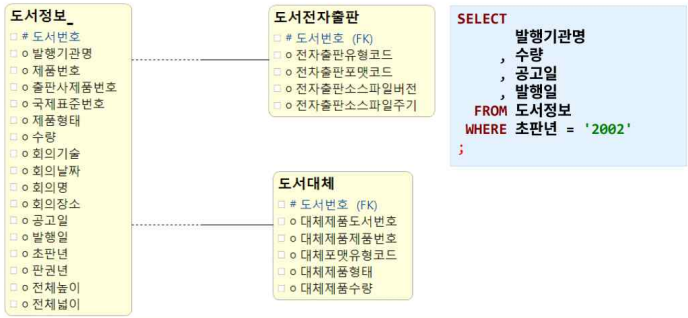 도서정보_
# 도서번호
o 발행기관명
o 제품번호
o 출판사제품번호
o 국제표준번호
o 제품형태
o 수량
o 회의기술
o 회의날짜
o 회의명
o 회의장소
o 공고일
o 발행일
o 초판년
o 판권년
o 전체높이
o 전체넓이
도서전자출판
# 도서번호 (FK)
o 전자출판유형코드
o 전자출판포맷코드
o 전자출판소스파일버전
o 전자출판소스파일주기
도서대체
# 도서번호 (FK)
o 대체제품도서번호
o 대체제품제품번호
o 대체포맷유형코드
o 대체제품형태
o 대체제품수량
SELECT
발행기관명
, 수량
, 공고일
, 발행일
FROM 도서정보
WHERE 초판년 = '2002'
;